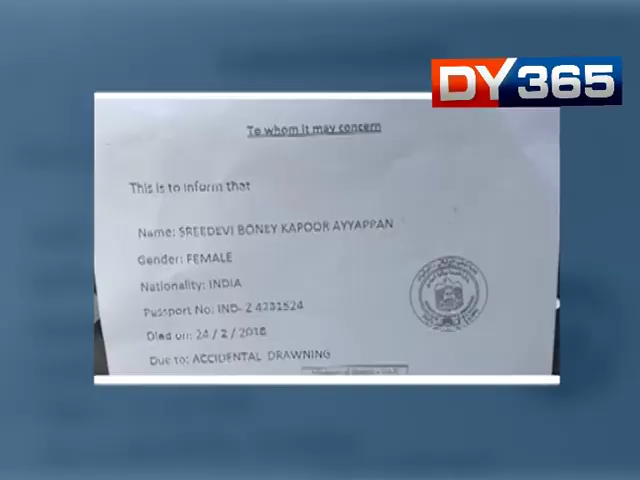 DY365
To whom it may concern
This is to inform that
Name: SREEDEVI BONEY KAPOOR AYYAPPAN
Gender: FEMALE
Nationality: INDIA
Passport No: IND- Z 4231524
Died on: 24 / 2 / 2018
Due to: ACCIDENTAL DRAWNING